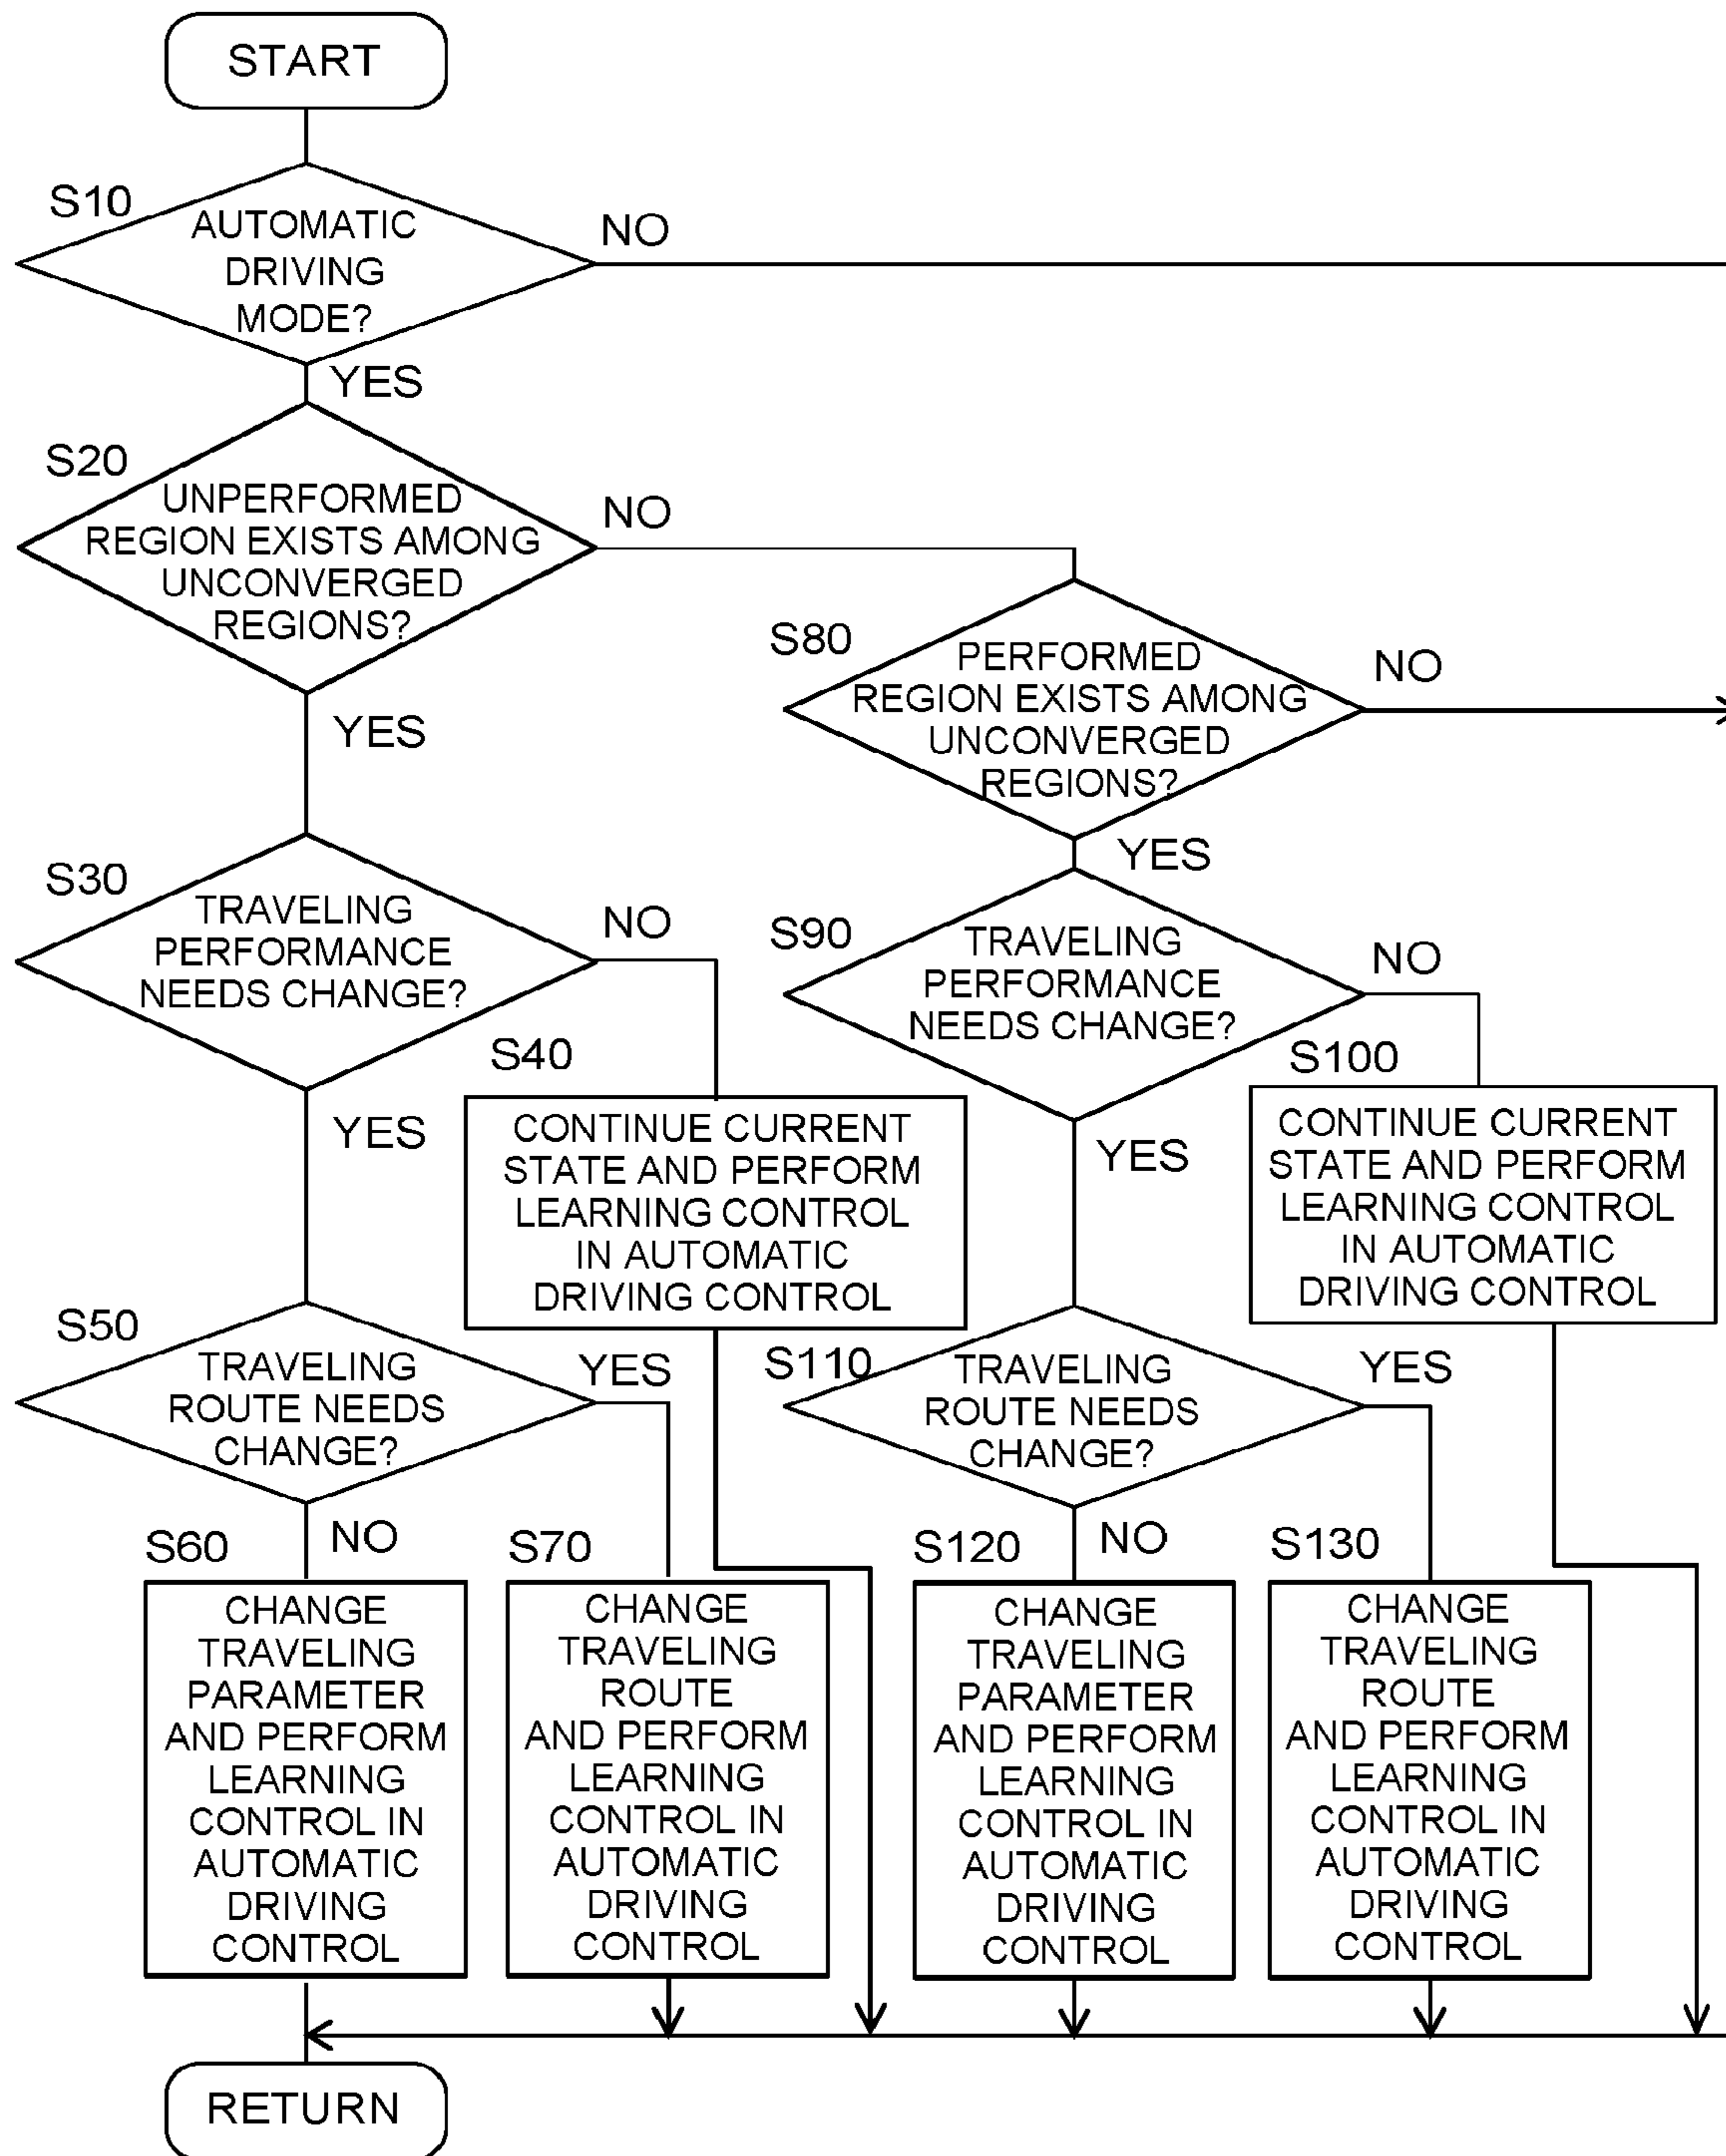 START
S10
AUTOMATIC
DRIVING
MODE?
NO
YES
S20
UNPERFORMED
REGION EXISTS AMONG
UNCONVERGED
REGIONS?
NO
YES
S80
PERFORMED
REGION EXISTS AMONG
UNCONVERGED
REGIONS?
NO
YES
S30
TRAVELING
PERFORMANCE
NEEDS CHANGE?
NO
YES
S90
TRAVELING
PERFORMANCE
NEEDS CHANGE?
NO
YES
S40
CONTINUE CURRENT
STATE AND PERFORM
LEARNING CONTROL
IN AUTOMATIC
DRIVING CONTROL
S100
CONTINUE CURRENT
STATE AND PERFORM
LEARNING CONTROL
IN AUTOMATIC
DRIVING CONTROL
S50
TRAVELING
ROUTE NEEDS
CHANGE?
YES
NO
S110
TRAVELING
ROUTE NEEDS
CHANGE?
YES
NO
S60
CHANGE
TRAVELING
PARAMETER
AND PERFORM
LEARNING
CONTROL IN
AUTOMATIC
DRIVING
CONTROL
S70
CHANGE
TRAVELING
ROUTE
AND PERFORM
LEARNING
CONTROL IN
AUTOMATIC
DRIVING
CONTROL
S120
CHANGE
TRAVELING
PARAMETER
AND PERFORM
LEARNING
CONTROL IN
AUTOMATIC
DRIVING
CONTROL
S130
CHANGE
TRAVELING
ROUTE
AND PERFORM
LEARNING
CONTROL IN
AUTOMATIC
DRIVING
CONTROL
RETURN